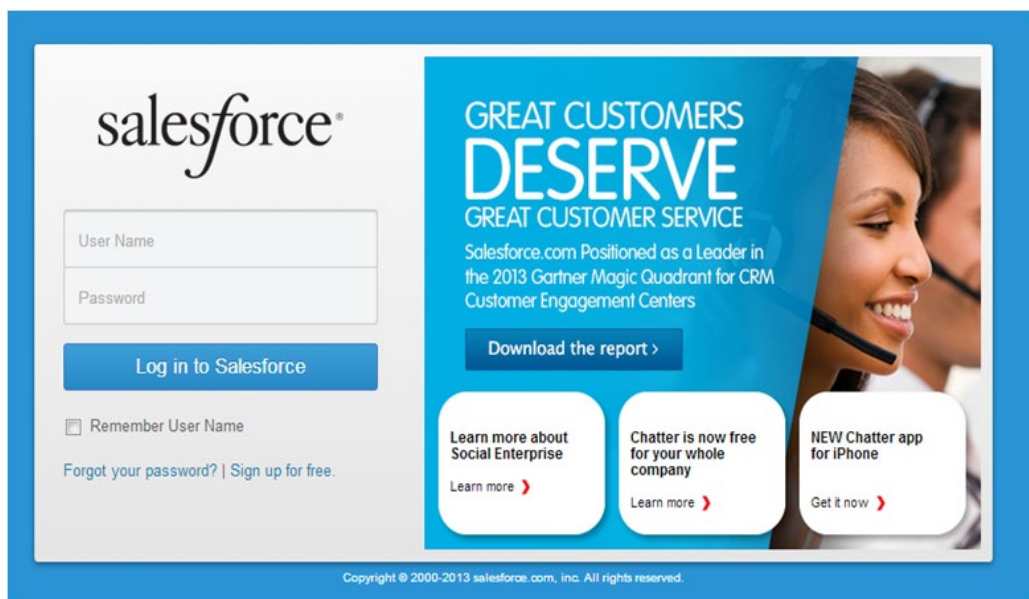 salesforce®
User Name
Password
Log in to Salesforce
Remember User Name
Forgot your password? | Sign up for free.
GREAT CUSTOMERS
DESERVE
GREAT CUSTOMER SERVICE
Salesforce.com Positioned as a Leader in
the 2013 Gartner Magic Quadrant for CRM
Customer Engagement Centers
Download the report ›
Learn more about
Social Enterprise
Learn more ❯
Chatter is now free
for your whole
company
Learn more ❯
NEW Chatter app
for iPhone
Get it now ❯
Copyright © 2000-2013 salesforce.com, inc. All rights reserved.